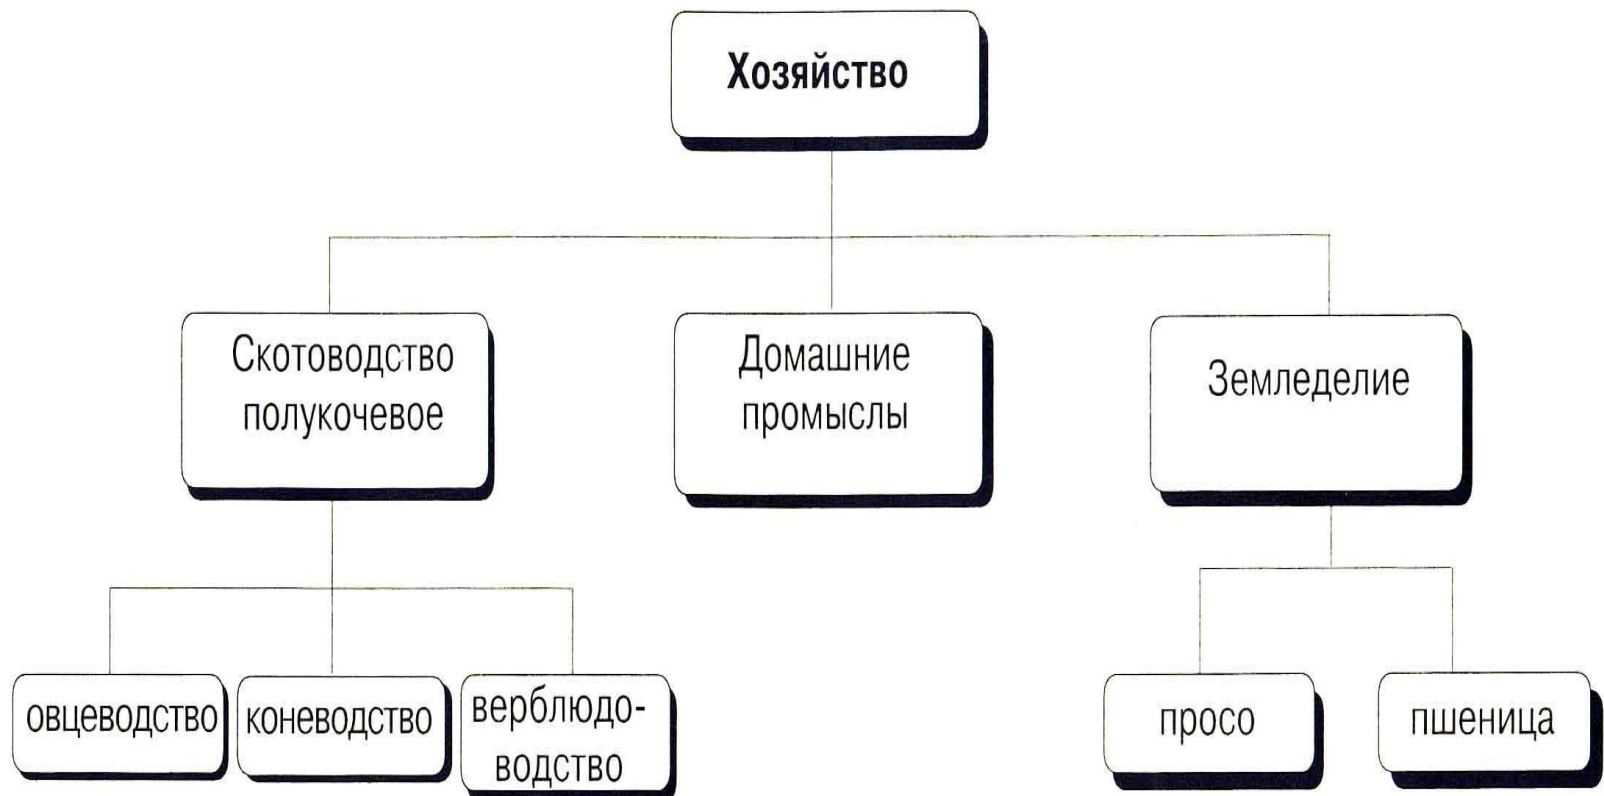 Хозяйство
Скотоводство
полукочевое
Домашние
промыслы
Земледелие
овцеводство
коневодство
верблюдо-
водство
просо
пшеница